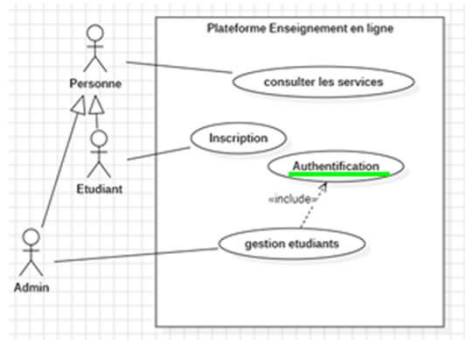 Plateforme Enseignement en ligne
Personne
consulter les services
Inscription
Authentification
Etudiant
«include»
gestion etudiants
Admin